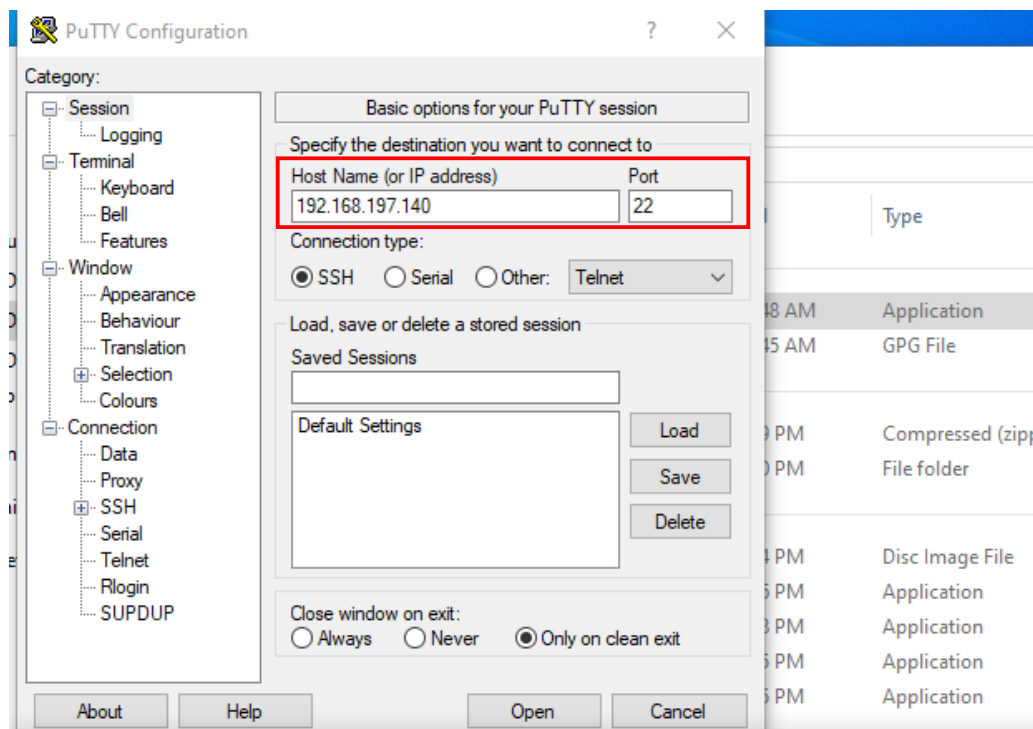 PuTTY Configuration
?
Category:
Session
Logging
Terminal
Keyboard
Bell
Features
Window
Appearance
Behaviour
Translation
Selection
Colours
Connection
Data
Proxy
SSH
Serial
Telnet
Rlogin
SUPDUP
Basic options for your PuTTY session
Specify the destination you want to connect to
Host Name (or IP address) Port
192.168.197.140 22
Connection type:
SSH Serial Other: Telnet
Load, save or delete a stored session
Saved Sessions
Default Settings
Load
Save
Delete
Close window on exit:
Always Never Only on clean exit
About Help Open Cancel
Type
AM Application
AM GPG File
PM Compressed
PM File folder
PM Disc Image File
PM Application
PM Application
PM Application
PM Application